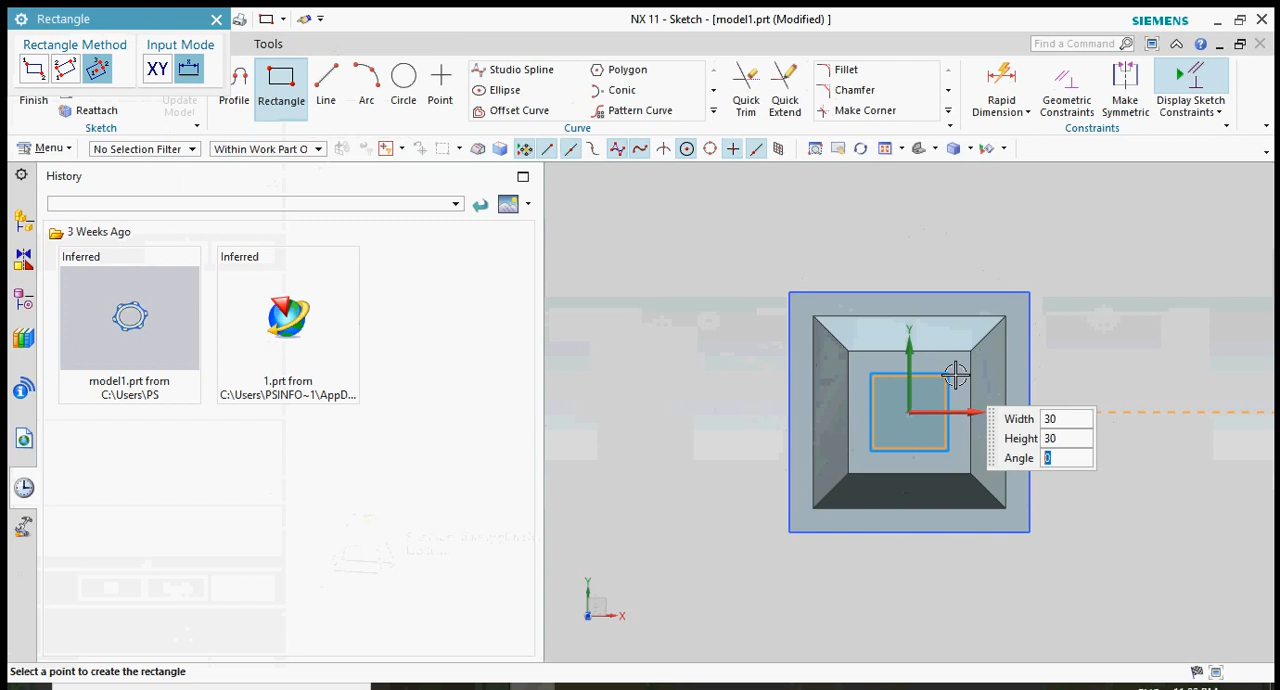 Rectangle
NX 11 - Sketch - [model1.prt (Modified) ]
SIEMENS
Rectangle Method
Input Mode
Tools
Find a Command
XY
Finish
Reattach
Update
Model
Sketch
Profile
Rectangle
Line
Arc
Circle
Point
Studio Spline
Ellipse
Offset Curve
Polygon
Conic
Pattern Curve
Curve
Quick
Trim
Quick
Extend
Fillet
Chamfer
Make Corner
Rapid
Dimension
Geometric
Constraints
Make
Symmetric
Display Sketch
Constraints
Constraints
Menu
No Selection Filter
Within Work Part O
History
3 Weeks Ago
Inferred
model1.prt from
C:\Users\PS
Inferred
1.prt from
C:\Users\PSINFO~1\AppD...
Y
Width 30
Height 30
Angle 0
Y
X
Select a point to create the rectangle